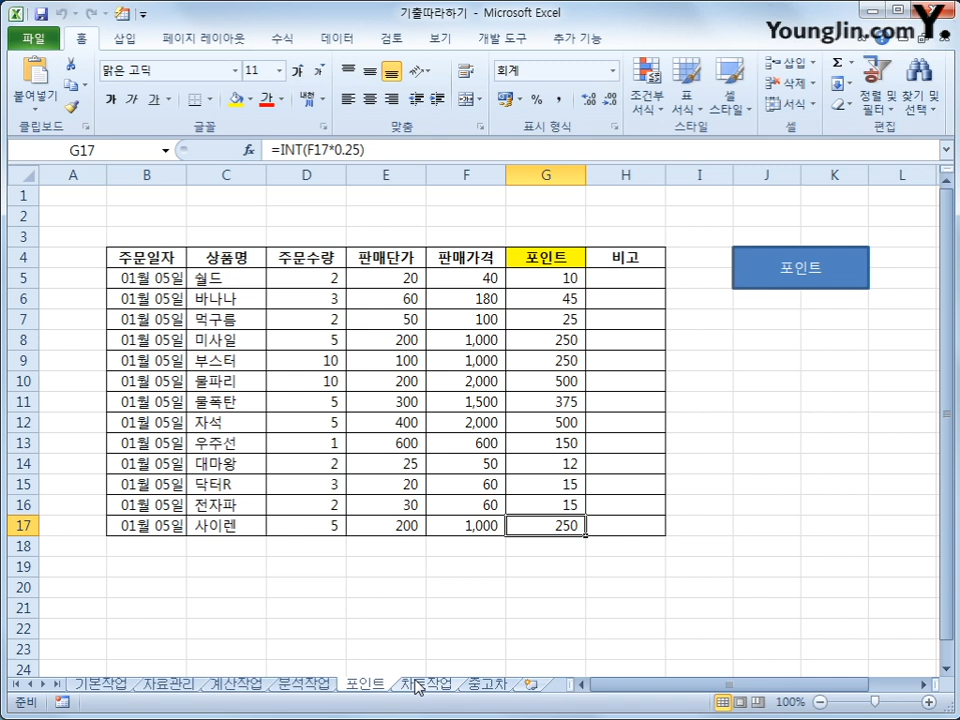 기출따라하기 - Microsoft Excel
Younglin.com Y.
파일 홈 삽입 페이지 레이아웃 수식 데이터 검토 보기 개발 도구 추가 기능
붙여넣기 맑은 고딕 11 가 가 가 가 가 가 내천 회계 % , 조건부 서식 표 서식 셀 스타일 삽입 삭제 서식 Σ 정렬 및 필터 찾기 및 선택
클립보드 글꼴 맞춤 표시 형식 스타일 셀 편집
G17 fx =INT(F17*0.25)
A B C D E F G H I J K L
1
2
3
4 주문일자 상품명 주문수량 판매단가 판매가격 포인트 비고 포인트
5 01월 05일 쉴드 2 20 40 10
6 01월 05일 바나나 3 60 180 45
7 01월 05일 먹구름 2 50 100 25
8 01월 05일 미사일 5 200 1,000 250
9 01월 05일 부스터 10 100 1,000 250
10 01월 05일 물파리 10 200 2,000 500
11 01월 05일 물폭탄 5 300 1,500 375
12 01월 05일 자석 5 400 2,000 500
13 01월 05일 우주선 1 600 600 150
14 01월 05일 대마왕 2 25 50 12
15 01월 05일 닥터R 3 20 60 15
16 01월 05일 전자파 2 30 60 15
17 01월 05일 사이렌 5 200 1,000 250
18
19
20
21
22
23
24
기본작업 자료관리 계산작업 분석작업 포인트 차트작업 중고차
준비 100%